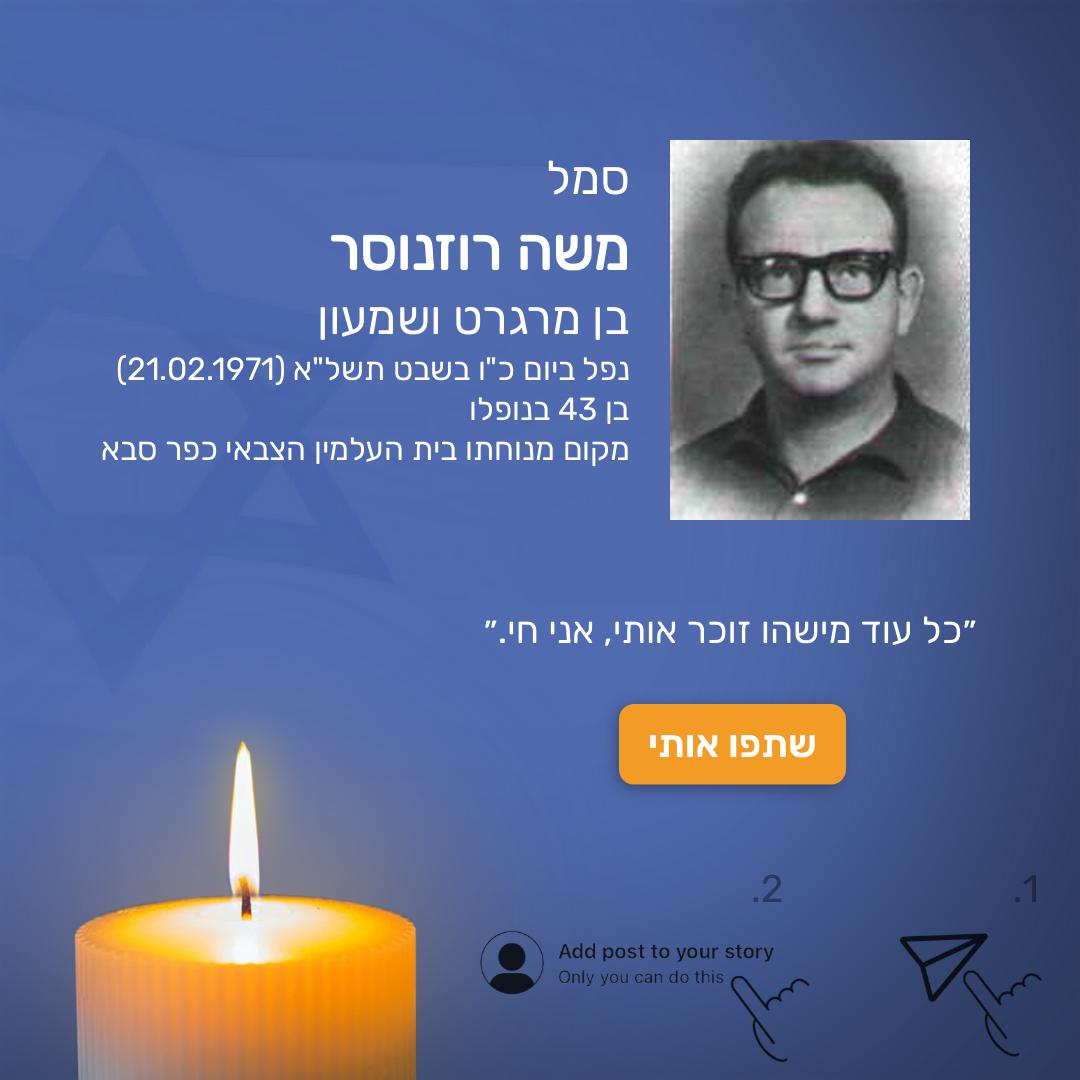 סמל
משה רוזנוסר
בן מרגרט ושמעון
נפל ביום כ"ו בשבט תשל"א (21.02.1971)
בן 43 בנופלו
מקום מנוחתו בית העלמין הצבאי כפר סבא
״כל עוד מישהו זוכר אותי, אני חי.״
שתפו אותי
1.
2.
Add post to your story
Only you can do this